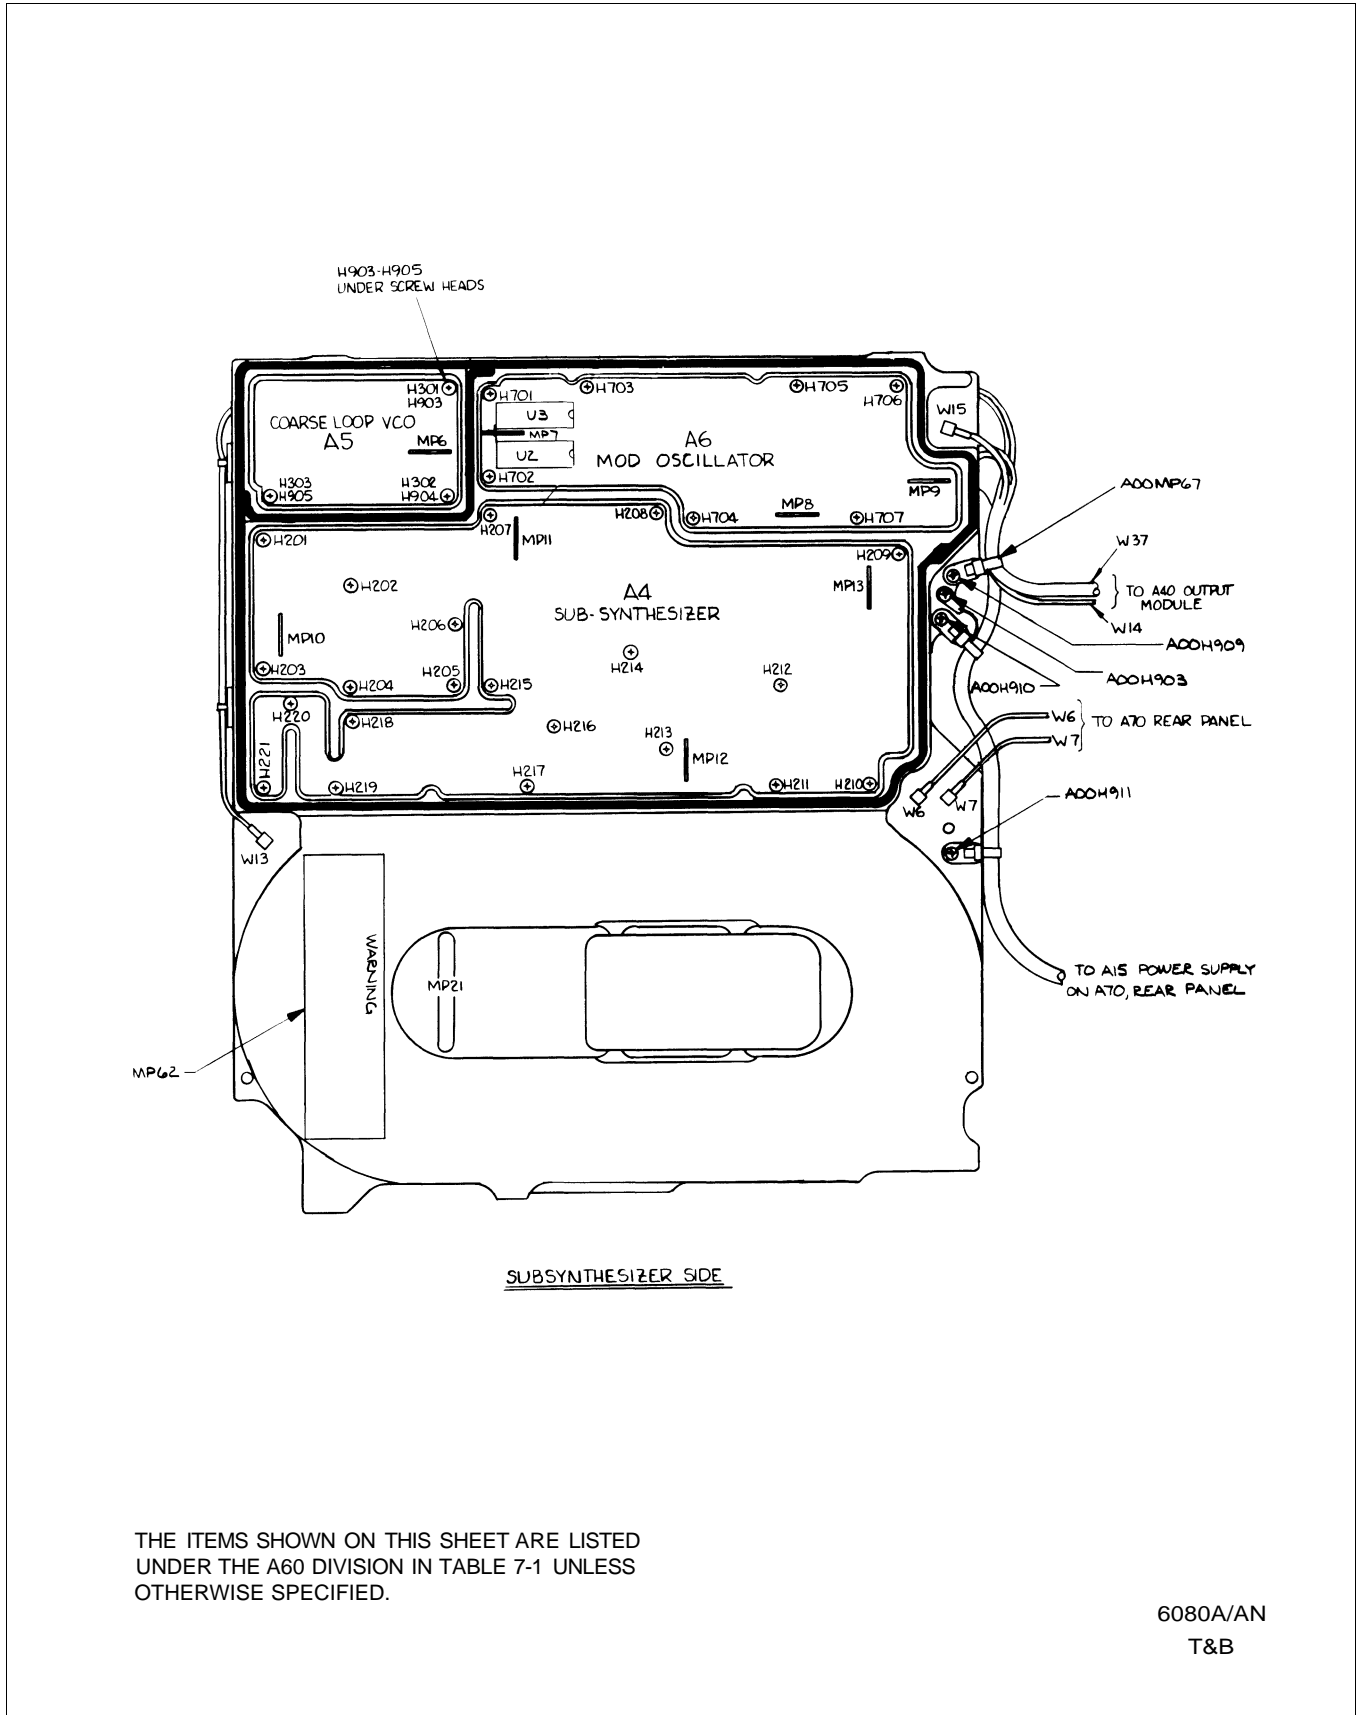 H903-H905
UNDER SCREW HEADS
H301
H903
COARSE LOOP VCO
A5
MP6
H303
H905
H302
H904
H701
H703
H705
H706
U3
MP7
U2
A6
MOD OSCILLATOR
H702
MP8
MP9
H704
H707
W15
A00MP67
W37
TO A40 OUTPUT
MODULE
W14
A00H909
A00H903
A00H910
H201
H207
H208
MP11
H209
H202
A4
SUB-SYNTHESIZER
MP13
H206
MP10
H214
H203
H204
H205
H215
H212
H220
H218
H216
H213
MP12
H221
H219
H217
H211
H210
W6
W7
TO A70 REAR PANEL
W6
W7
A00H911
W13
WARNING
MP21
TO A15 POWER SUPPLY
ON A70, REAR PANEL
MP62
SUBSYNTHESIZER SIDE
THE ITEMS SHOWN ON THIS SHEET ARE LISTED
UNDER THE A60 DIVISION IN TABLE 7-1 UNLESS
OTHERWISE SPECIFIED.
6080A/AN
T&B